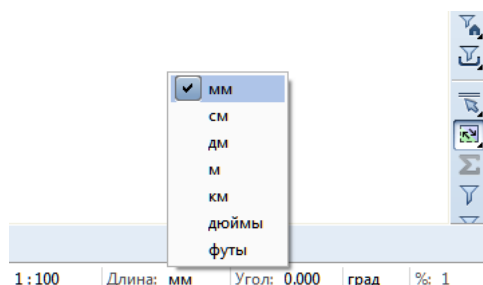 мм
см
дм
м
км
дюймы
футы
1:100 Длина: мм Угол: 0.000 град %: 1